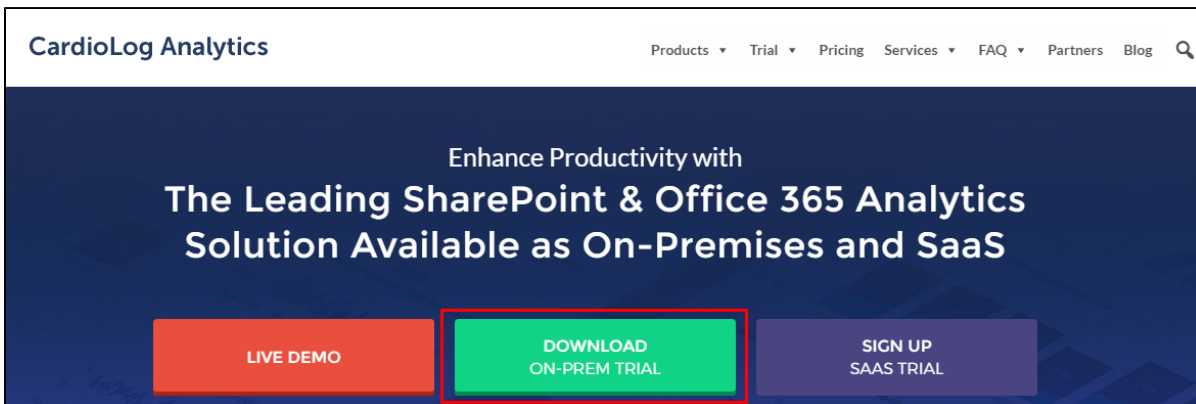 CardioLog Analytics
Products Trial Pricing Services FAQ Partners Blog
Enhance Productivity with
The Leading SharePoint & Office 365 Analytics
Solution Available as On-Premises and SaaS
LIVE DEMO
DOWNLOAD
ON-PREM TRIAL
SIGN UP
SAAS TRIAL